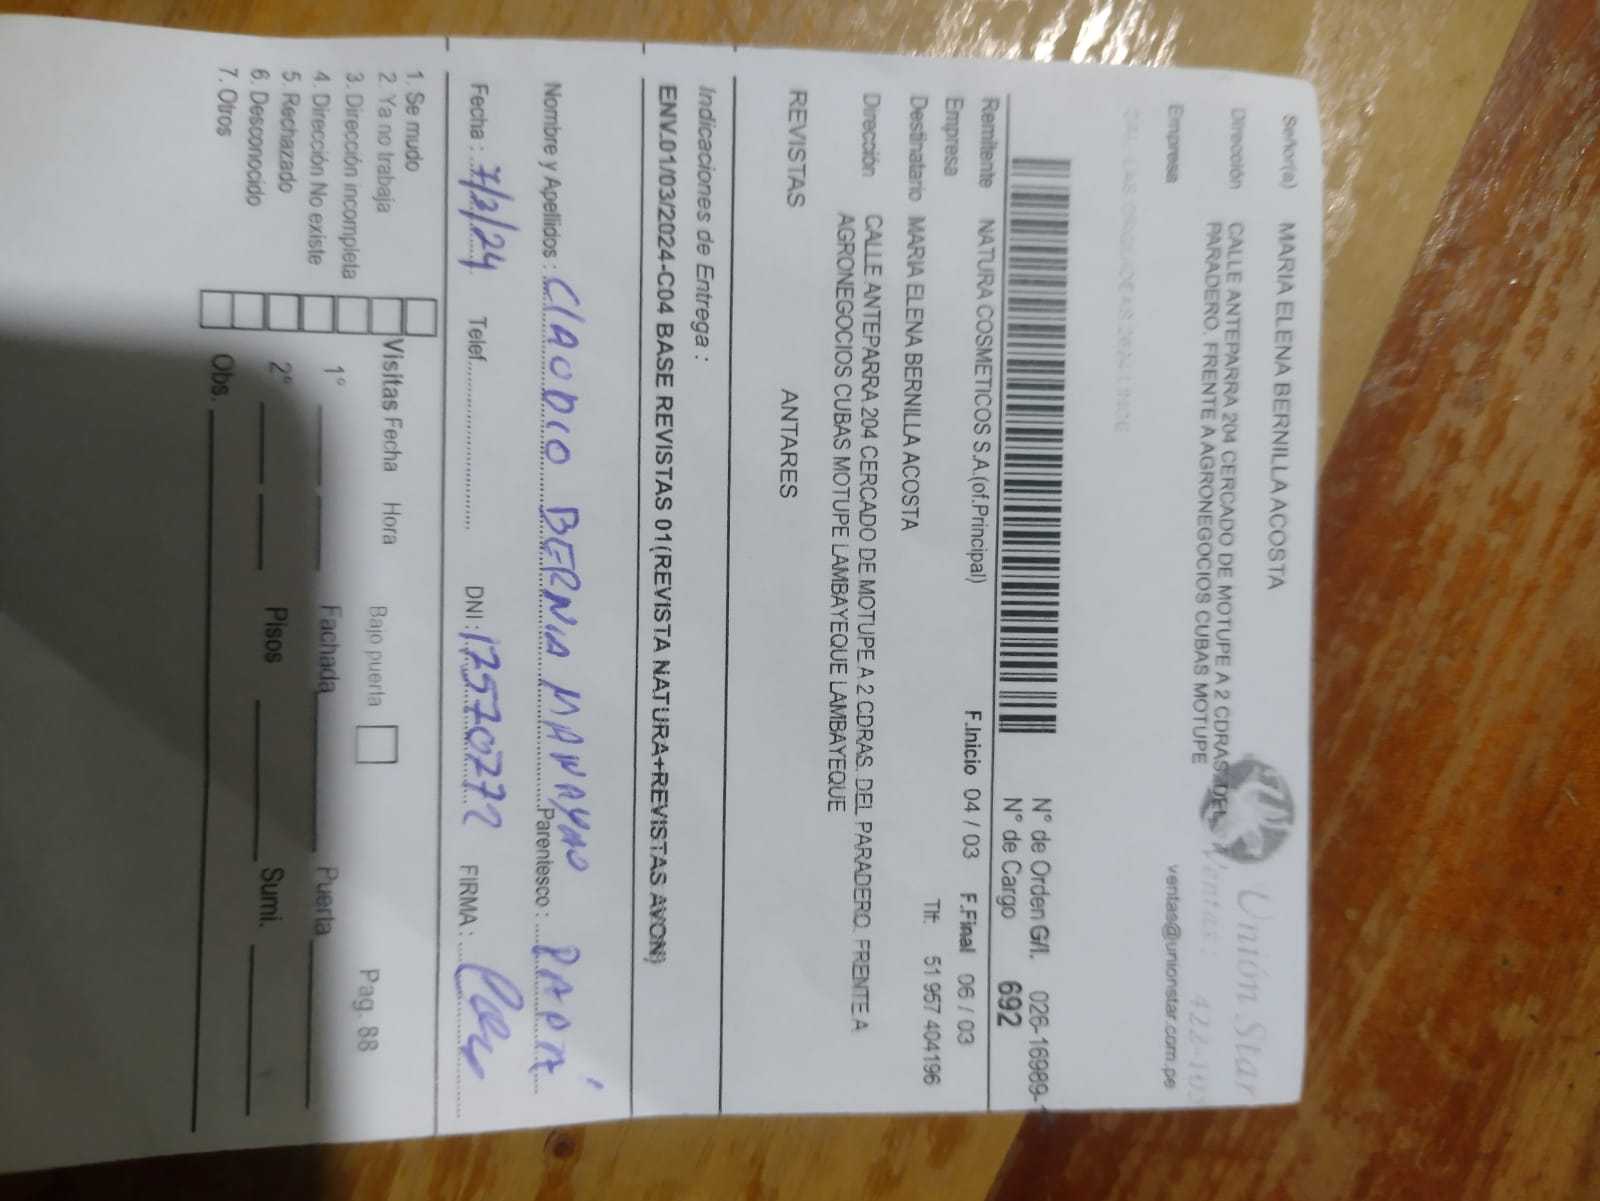 Señor(a) MARIA ELENA BERNILLA ACOSTA
Dirección CALLE ANTEPARRA 204 CERCADO DE MOTUPE A 2 CDRAS. DEL
PARADERO. FRENTE A AGRONEGOCIOS CUBAS MOTUPE
Empresa
Unión Star
Ventas:
ventas@unionstar.com.pe
N° de Orden G/l. 026-16989-
N° de Cargo 692
Remitente NATURA COSMETICOS S.A.(of.Principal) F.Inicio 04 / 03 F.Final 06 / 03
Empresa
Destinatario MARIA ELENA BERNILLA ACOSTA Tlf: 51 957 404196
Dirección CALLE ANTEPARRA 204 CERCADO DE MOTUPE A 2 CDRAS. DEL PARADERO. FRENTE A
AGRONEGOCIOS CUBAS MOTUPE LAMBAYEQUE LAMBAYEQUE
REVISTAS ANTARES
Indicaciones de Entrega :
ENV.01/03/2024-C04 BASE REVISTAS 01(REVISTA NATURA+REVISTAS AVON)
Nombre y Apellidos : CLAODIO BERNIA MANAYAO Parentesco : PAPÁ
Fecha : 7/3/24 Telef. DNI : 17570772 FIRMA :
1. Se mudo
2 Ya no trabaja
3. Dirección incompleta
4. Dirección No existe
5 Rechazado
6. Desconocido
7. Otros
Visitas Fecha Hora Bajo puerta Pag. 88
1° Fachada Puerta
2° Pisos Sumi.
Obs.